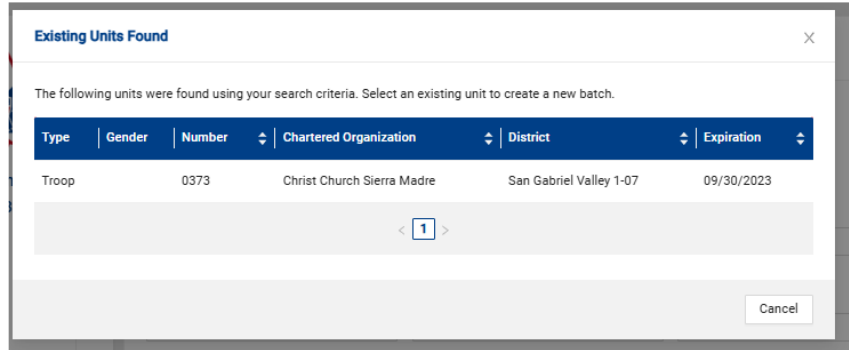 Existing Units Found
The following units were found using your search criteria. Select an existing unit to create a new batch.
Type Gender Number Chartered Organization District Expiration
Troop 0373 Christ Church Sierra Madre San Gabriel Valley 1-07 09/30/2023
< 1 >
Cancel